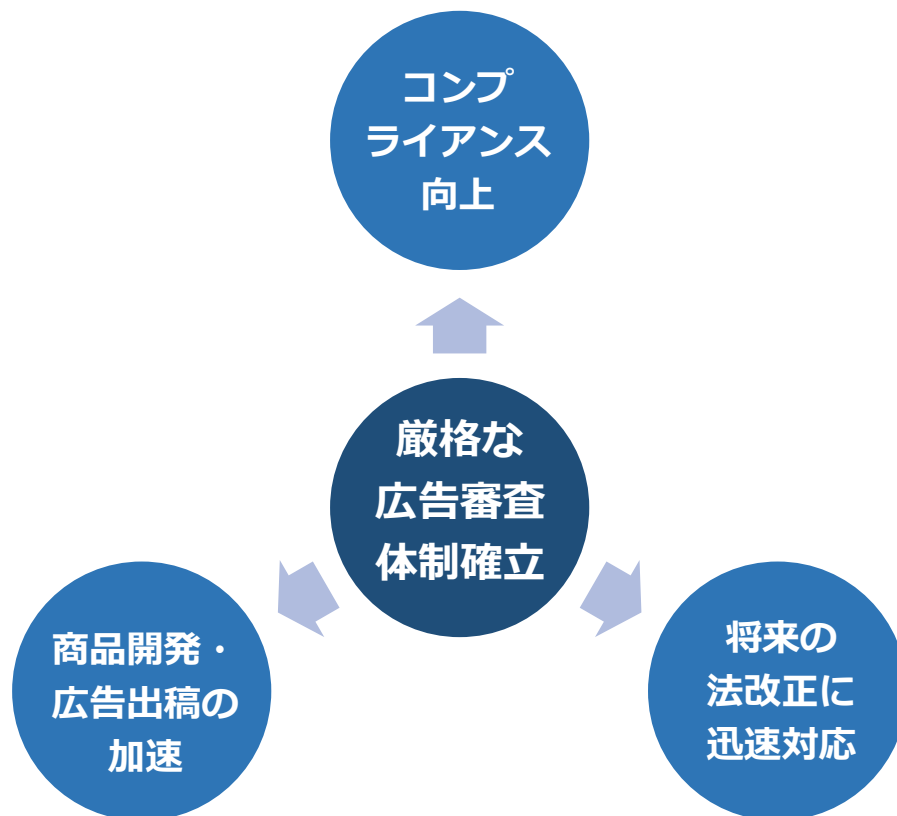 コンプ
ライアンス
向上
厳格な
広告審査
体制確立
商品開発・
広告出稿の
加速
将来の
法改正に
迅速対応